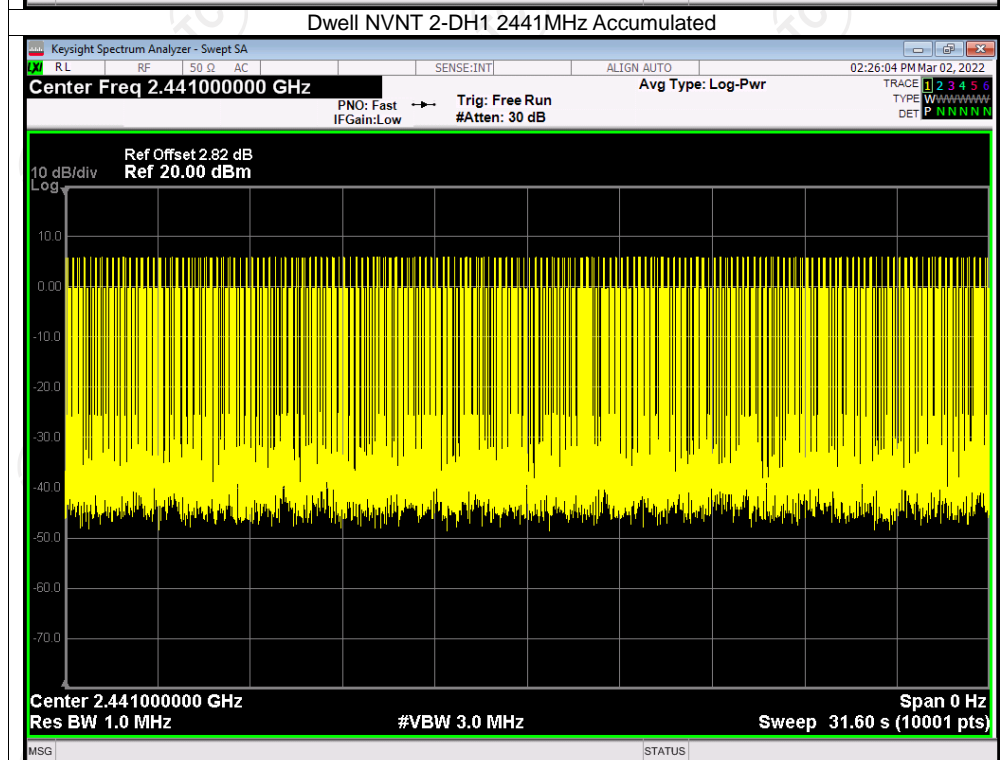 Dwell NVNT 2-DH1 2441MHz Accumulated
Keysight Spectrum Analyzer - Swept SA
LXI RL RF 50 Ω AC SENSE:INT ALIGN AUTO 02:26:04 PM Mar 02, 2022
Center Freq 2.441000000 GHz Avg Type: Log-Pwr TRACE 1 2 3 4 5 6
PNO: Fast Trig: Free Run TYPE WWWWWW
IFGain:Low #Atten: 30 dB DET P N N N N N
Ref Offset 2.82 dB
10 dB/div Ref 20.00 dBm
Log
10.0
0.00
-10.0
-20.0
-30.0
-40.0
-50.0
-60.0
-70.0
Center 2.441000000 GHz Span 0 Hz
Res BW 1.0 MHz #VBW 3.0 MHz Sweep 31.60 s (10001 pts)
MSG STATUS